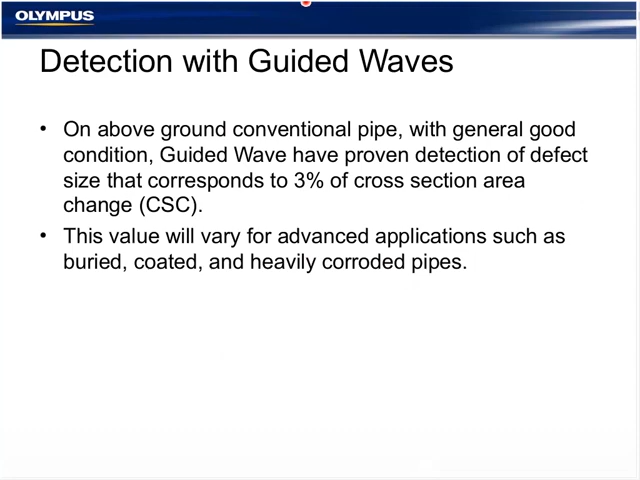 OLYMPUS
Detection with Guided Waves
• On above ground conventional pipe, with general good
condition, Guided Wave have proven detection of defect
size that corresponds to 3% of cross section area
change (CSC).
• This value will vary for advanced applications such as
buried, coated, and heavily corroded pipes.